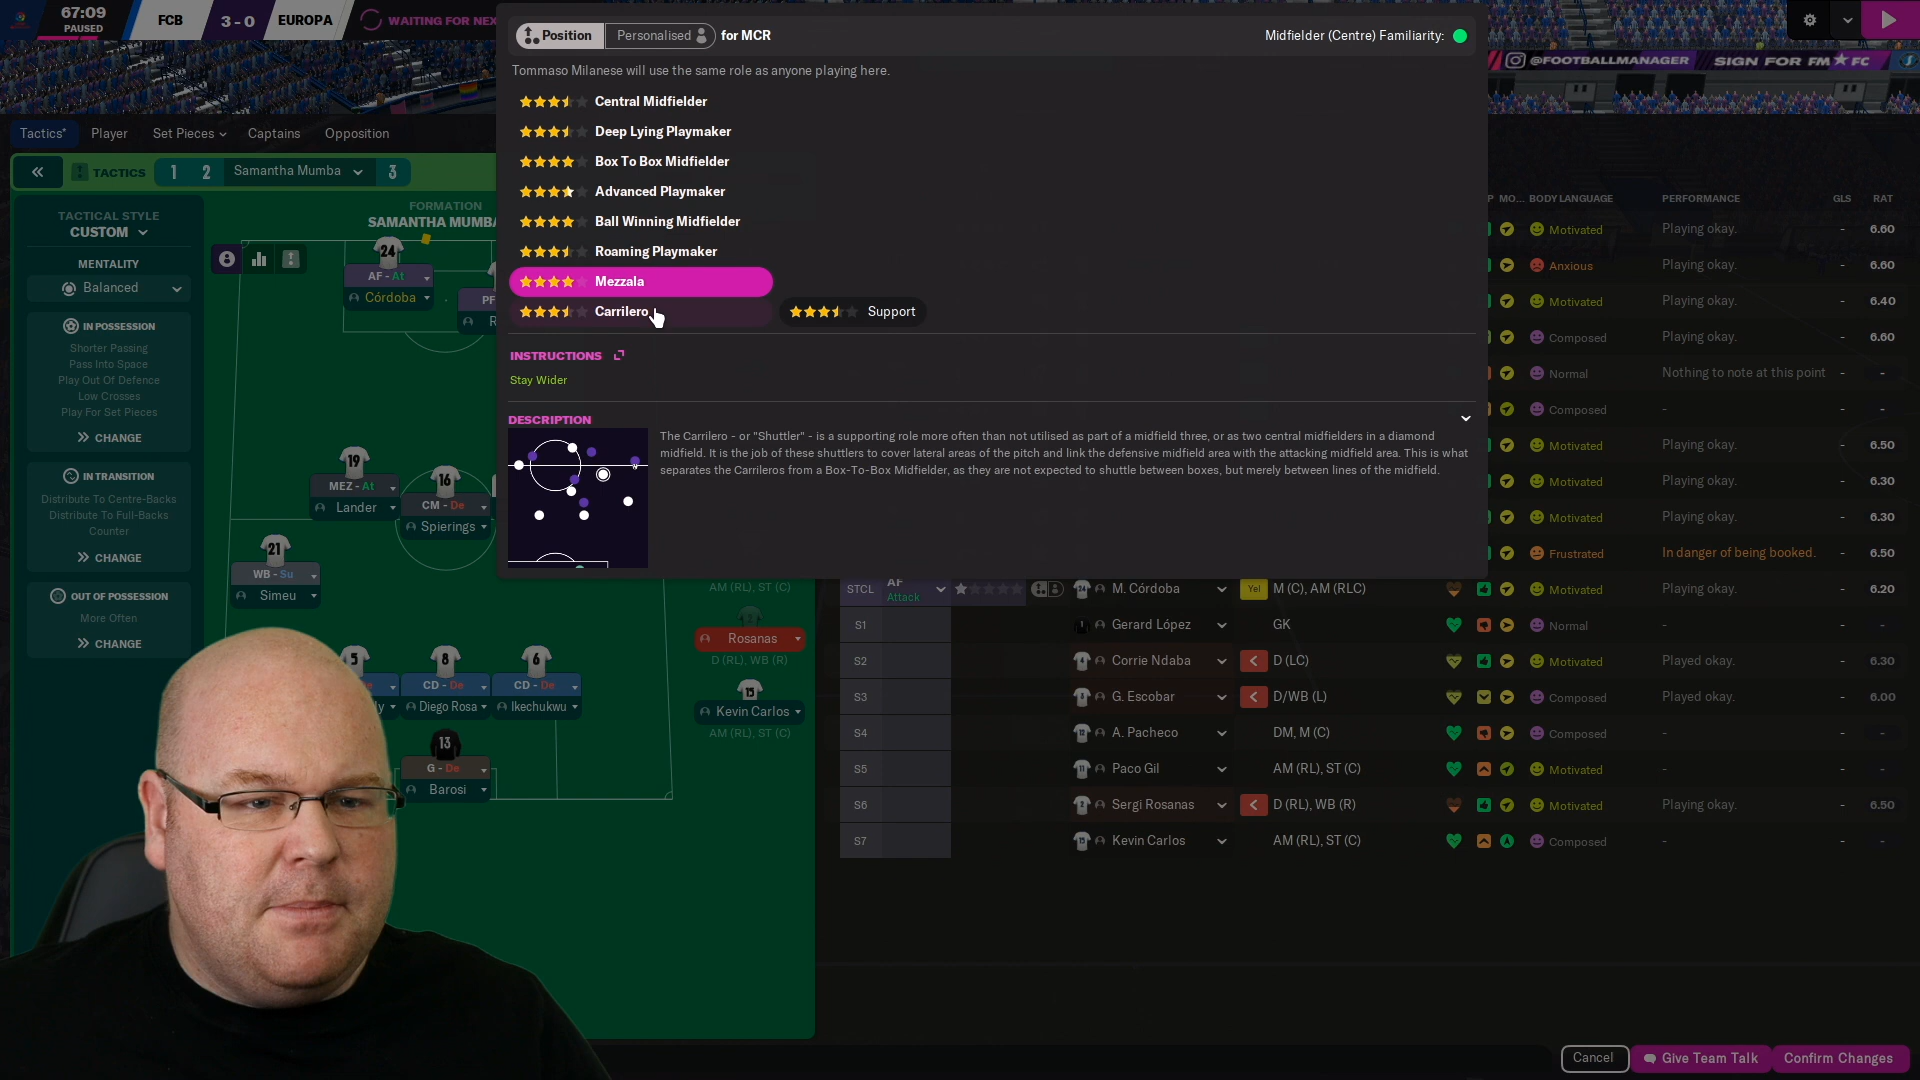 67:09
PAUSED
FCB
3 - 0
EUROPA
WAITING FOR NEX
Position
Personalised
for MCR
Midfielder (Centre) Familiarity:
@FOOTBALLMANAGER
SIGN FOR FM★FC
Tommaso Milanese will use the same role as anyone playing here.
Central Midfielder
Deep Lying Playmaker
Box To Box Midfielder
Advanced Playmaker
Ball Winning Midfielder
Roaming Playmaker
Mezzala
Carrilero
Support
INSTRUCTIONS
Stay Wider
DESCRIPTION
The Carrilero - or "Shuttler" - is a supporting role more often than not utilised as part of a midfield three, or as two central midfielders in a diamond
midfield. It is the job of these shuttlers to cover lateral areas of the pitch and link the defensive midfield area with the attacking midfield area. This is what
separates the Carrileros from a Box-To-Box Midfielder, as they are not expected to shuttle between boxes, but merely between lines of the midfield.
Tactics*
Player
Set Pieces
Captains
Opposition
TACTICS
1
2
Samantha Mumba
3
TACTICAL STYLE
CUSTOM
MENTALITY
Balanced
IN POSSESSION
Shorter Passing
Pass Into Space
Play Out Of Defence
Low Crosses
Play For Set Pieces
CHANGE
IN TRANSITION
Distribute To Centre-Backs
Distribute To Full-Backs
Counter
CHANGE
OUT OF POSSESSION
More Often
CHANGE
FORMATION
SAMANTHA MUMBA
24
AF - At
Córdoba
PF
R
19
MEZ - At
Lander
16
CM - De
Spierings
21
WB - Su
Simeu
5
ly
8
CD - De
Diego Rosa
6
CD - De
Ikechukwu
13
G - De
Barosi
AM (RL), ST (C)
Rosanas
D (RL), WB (R)
15
Kevin Carlos
AM (RL), ST (C)
P MO... BODY LANGUAGE PERFORMANCE GLS RAT
Motivated Playing okay. - 6.60
Anxious Playing okay. - 6.60
Motivated Playing okay. - 6.40
Composed Playing okay. - 6.60
Normal Nothing to note at this point - -
Composed - - -
Motivated Playing okay. - 6.50
Motivated Playing okay. - 6.30
Motivated Playing okay. - 6.30
Frustrated In danger of being booked. - 6.50
STCL AF Attack M. Córdoba Yel M (C), AM (RLC) Motivated Playing okay. - 6.20
S1 Gerard López GK Normal - - -
S2 Corrie Ndaba D (LC) Motivated Played okay. - 6.30
S3 G. Escobar D/WB (L) Composed Played okay. - 6.00
S4 A. Pacheco DM, M (C) Composed - - -
S5 Paco Gil AM (RL), ST (C) Motivated - - -
S6 Sergi Rosanas D (RL), WB (R) Motivated Playing okay. - 6.50
S7 Kevin Carlos AM (RL), ST (C) Composed - - -
Cancel
Give Team Talk
Confirm Changes